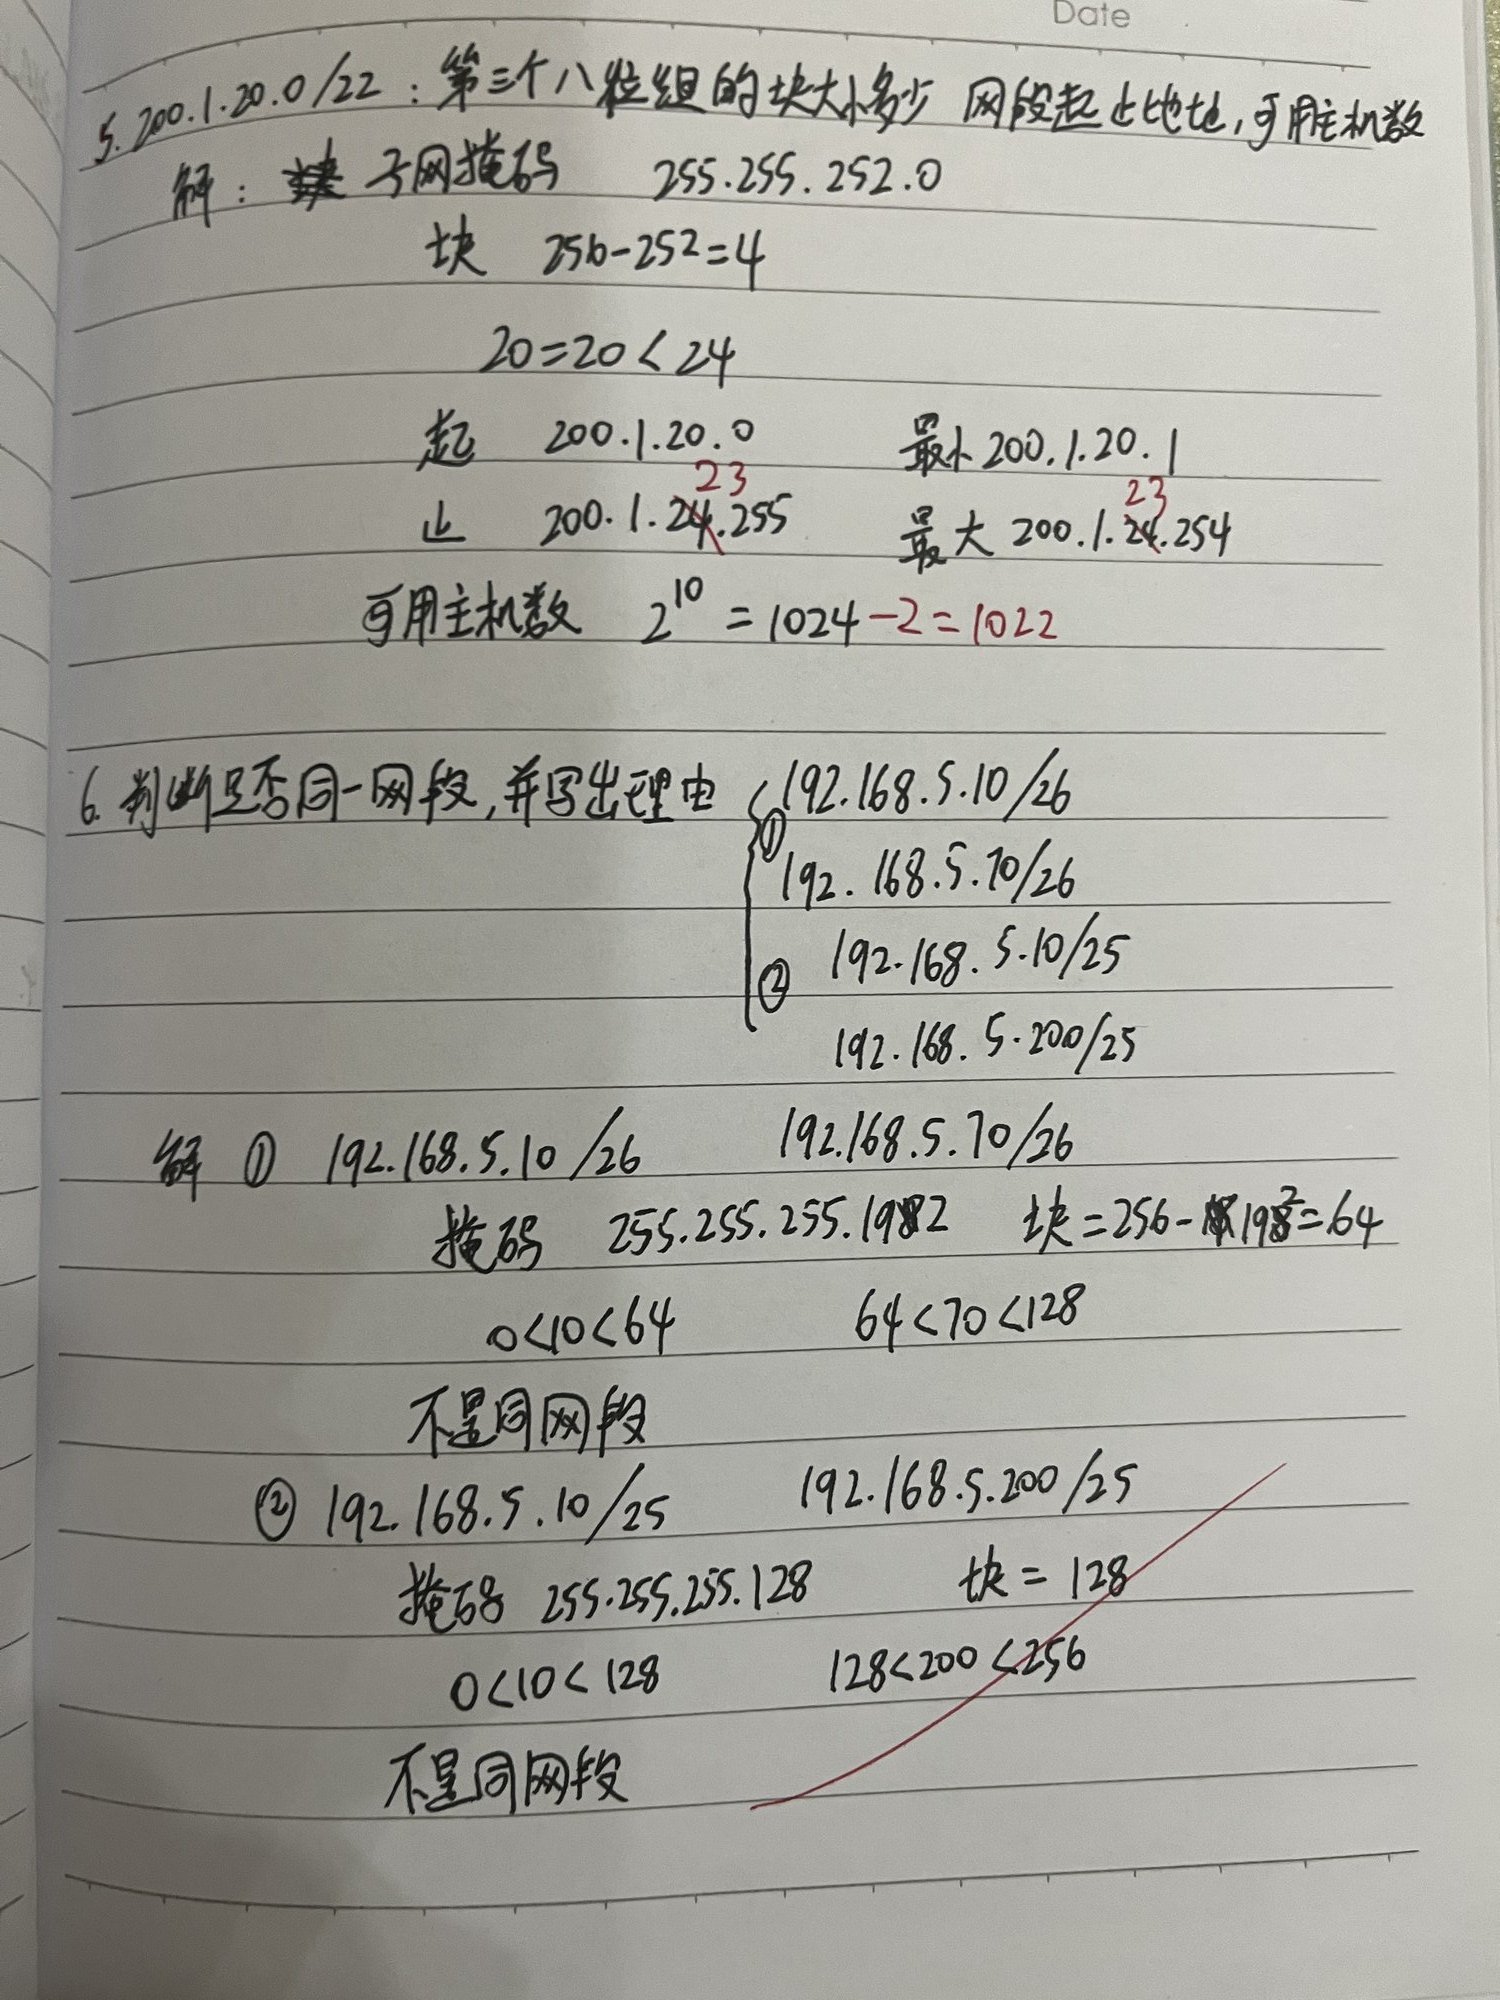 Date
5. 200.1.20.0/22：第三个八位组的块大小多少 网段起止地址，可用主机数
解： 子网掩码 255.255.252.0
块 256-252=4
20=20<24
起 200.1.20.0 最小 200.1.20.1
23 23
止 200.1.24.255 最大 200.1.24.254
可用主机数 2^10 = 1024-2=1022
6. 判断是否同一网段，并写出理由 ① 192.168.5.10/26
192.168.5.70/26
② 192.168.5.10/25
192.168.5.200/25
解 ① 192.168.5.10/26 192.168.5.70/26
掩码 255.255.255.192 块=256-192=64
0<10<64 64<70<128
不是同网段
② 192.168.5.10/25 192.168.5.200/25
掩码 255.255.255.128 块=128
0<10<128 128<200<256
不是同网段